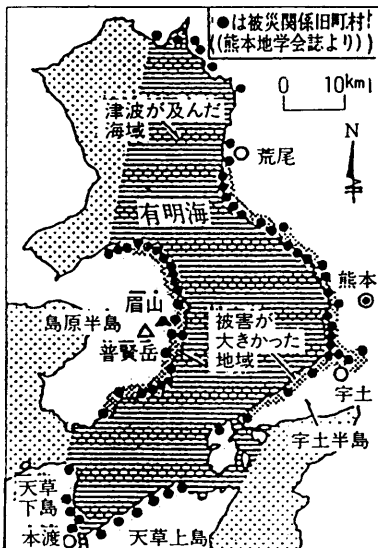 ●は被災関係旧町村
((熊本地学会誌より))
0 10km
津波が及んだ
海域
N
荒尾
有明海
熊本
眉山
島原半島
普賢岳
被害が
大きかった
地域
宇土
宇土半島
天草
下島
本渡
天草上島